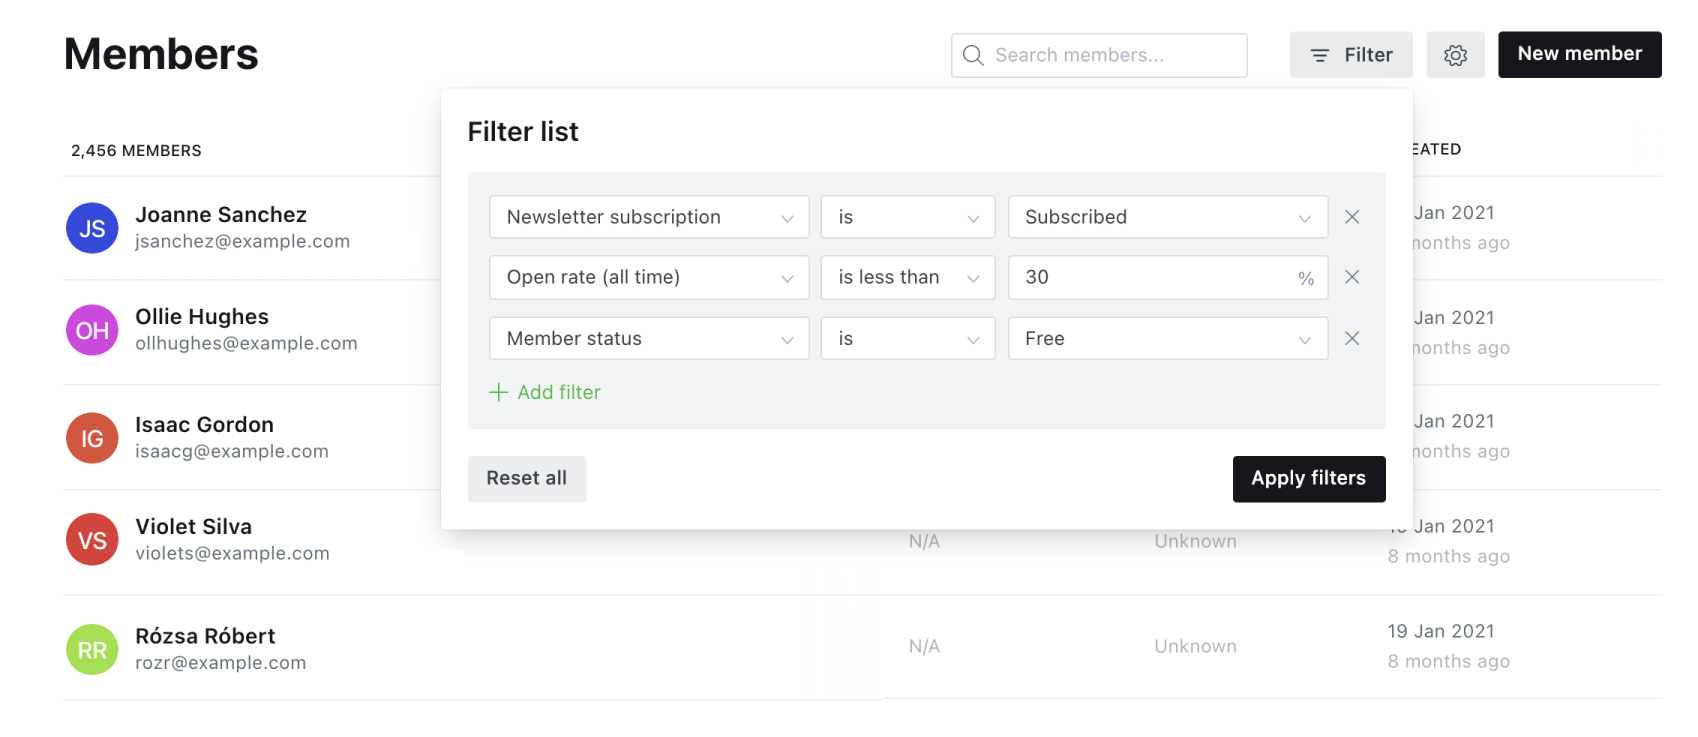 Members
Search members...
Filter
New member
Filter list
2,456 MEMBERS
EATED
Newsletter subscription
is
Subscribed
Open rate (all time)
is less than
30
%
Member status
is
Free
Add filter
Reset all
Apply filters
JS
Joanne Sanchez
jsanchez@example.com
Jan 2021
months ago
OH
Ollie Hughes
ollhughes@example.com
Jan 2021
months ago
IG
Isaac Gordon
isaacg@example.com
Jan 2021
months ago
VS
Violet Silva
violets@example.com
N/A
Unknown
Jan 2021
8 months ago
RR
Rózsa Róbert
rozr@example.com
N/A
Unknown
19 Jan 2021
8 months ago